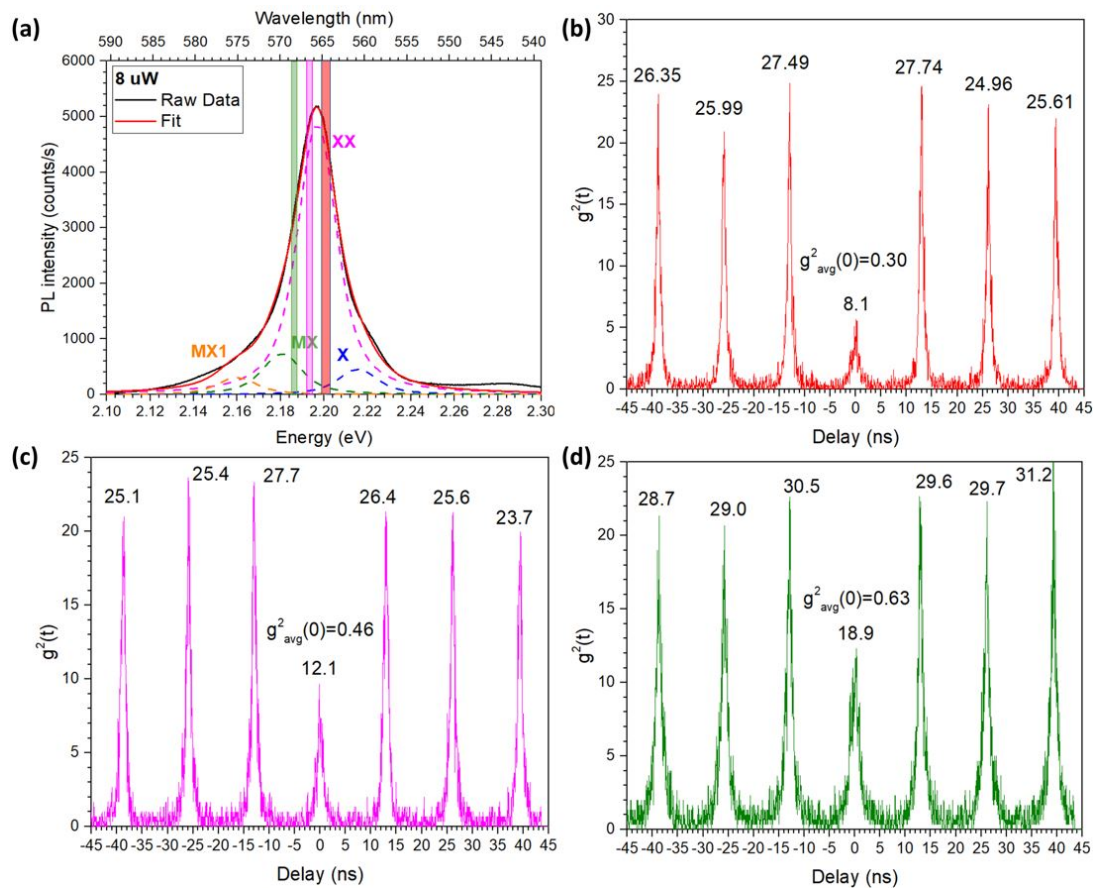 (a)
Wavelength (nm)
590 585 580 575 570 565 560 555 550 545 540
8 uW
Raw Data
Fit
XX
MX1
MX
X
PL intensity (counts/s)
6000
5000
4000
3000
2000
1000
0
2.10 2.12 2.14 2.16 2.18 2.20 2.22 2.24 2.26 2.28 2.30
Energy (eV)
(b)
g²(t)
30
25
20
15
10
5
0
26.35
25.99
27.49
27.74
24.96
25.61
g²avg(0)=0.30
8.1
-45 -40 -35 -30 -25 -20 -15 -10 -5 0 5 10 15 20 25 30 35 40 45
Delay (ns)
(c)
g²(t)
25
20
15
10
5
0
25.1
25.4
27.7
26.4
25.6
23.7
g²avg(0)=0.46
12.1
-45 -40 -35 -30 -25 -20 -15 -10 -5 0 5 10 15 20 25 30 35 40 45
Delay (ns)
(d)
g²(t)
25
20
15
10
5
0
28.7
29.0
30.5
29.6
29.7
31.2
g²avg(0)=0.63
18.9
-45 -40 -35 -30 -25 -20 -15 -10 -5 0 5 10 15 20 25 30 35 40 45
Delay (ns)